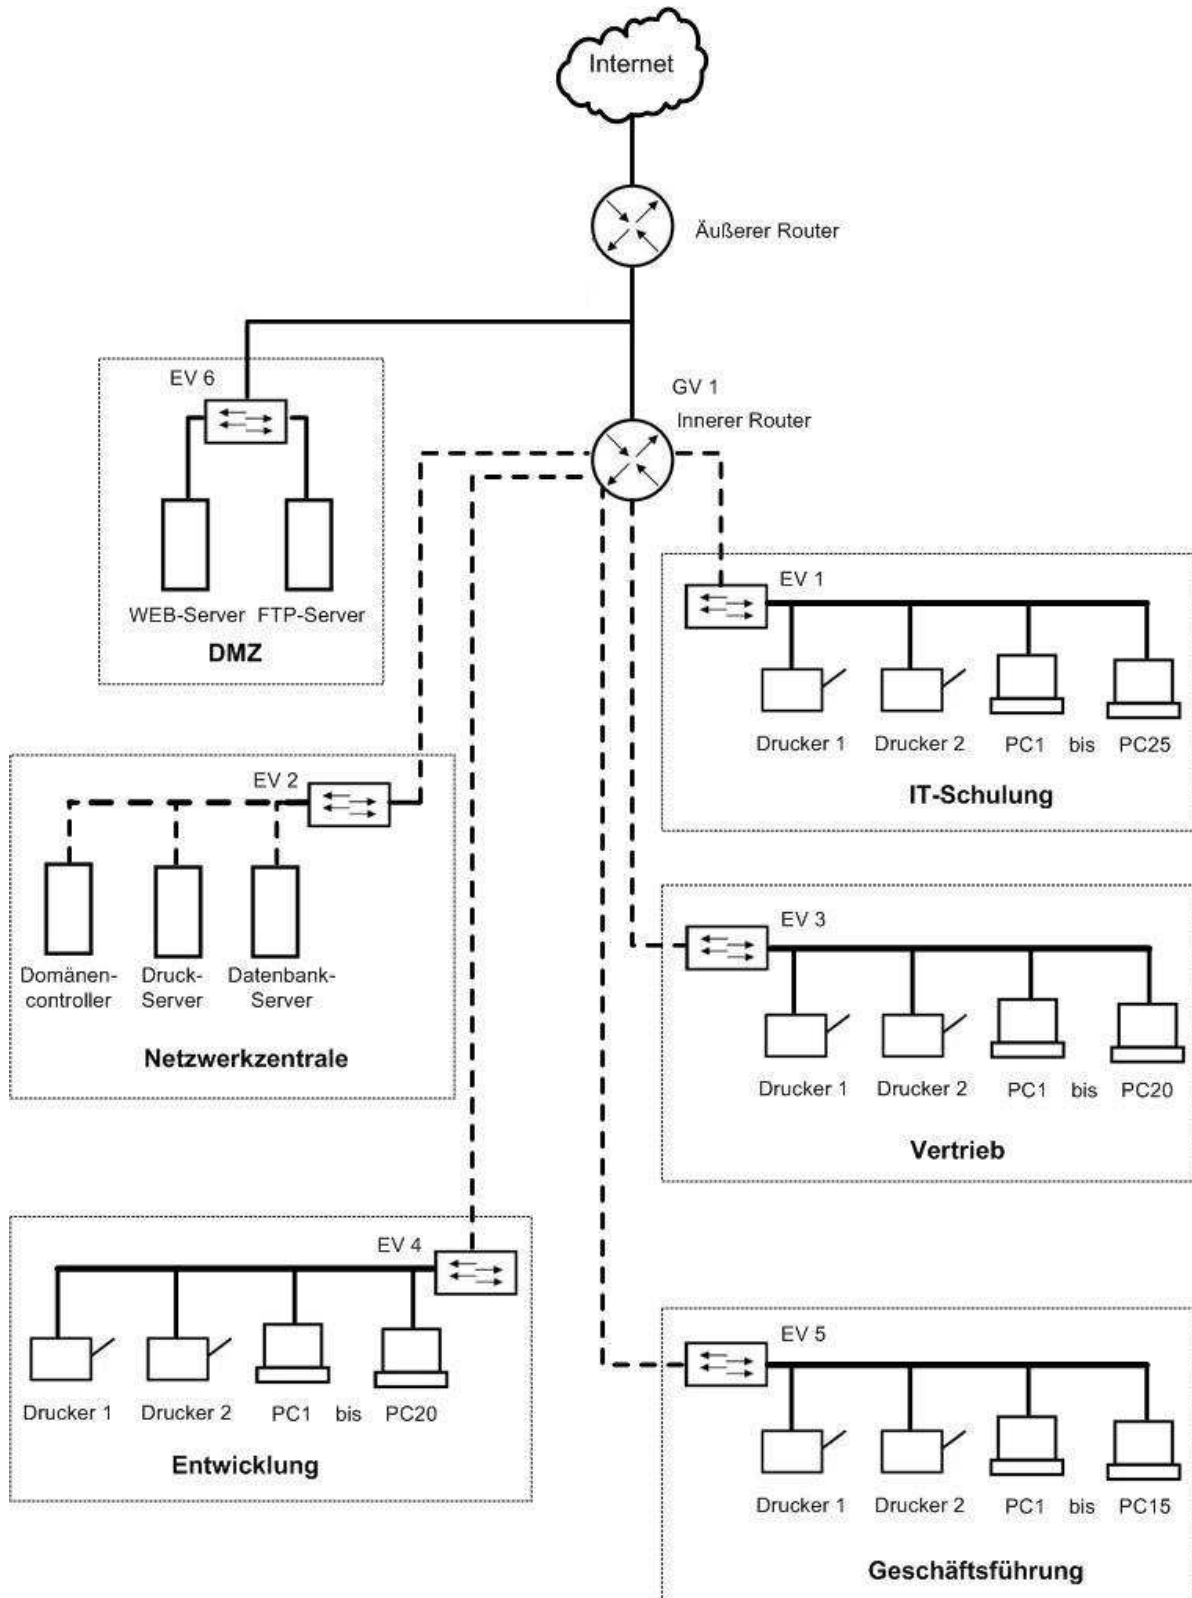 Internet
Äußerer Router
EV 6
GV 1
Innerer Router
WEB-Server FTP-Server
DMZ
EV 1
Drucker 1 Drucker 2 PC1 bis PC25
IT-Schulung
EV 2
Domänen-
controller
Druck-
Server
Datenbank-
Server
Netzwerkzentrale
EV 3
Drucker 1 Drucker 2 PC1 bis PC20
Vertrieb
EV 4
Drucker 1 Drucker 2 PC1 bis PC20
Entwicklung
EV 5
Drucker 1 Drucker 2 PC1 bis PC15
Geschäftsführung